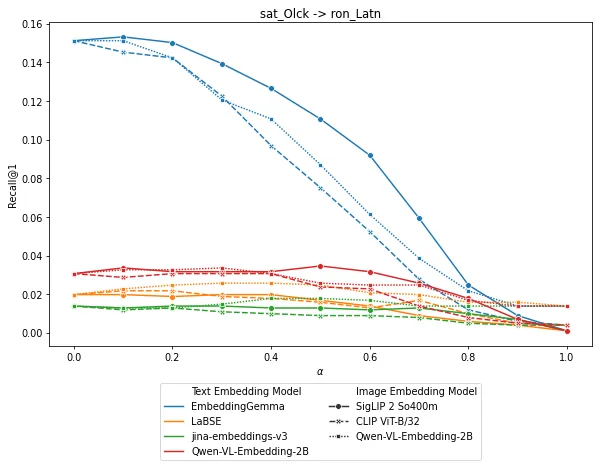 sat_Olck -> ron_Latn
Recall@1
0.16
0.14
0.12
0.10
0.08
0.06
0.04
0.02
0.00
0.0 0.2 0.4 0.6 0.8 1.0
α
Text Embedding Model
EmbeddingGemma
LaBSE
jina-embeddings-v3
Qwen-VL-Embedding-2B
Image Embedding Model
SigLIP 2 So400m
CLIP ViT-B/32
Qwen-VL-Embedding-2B